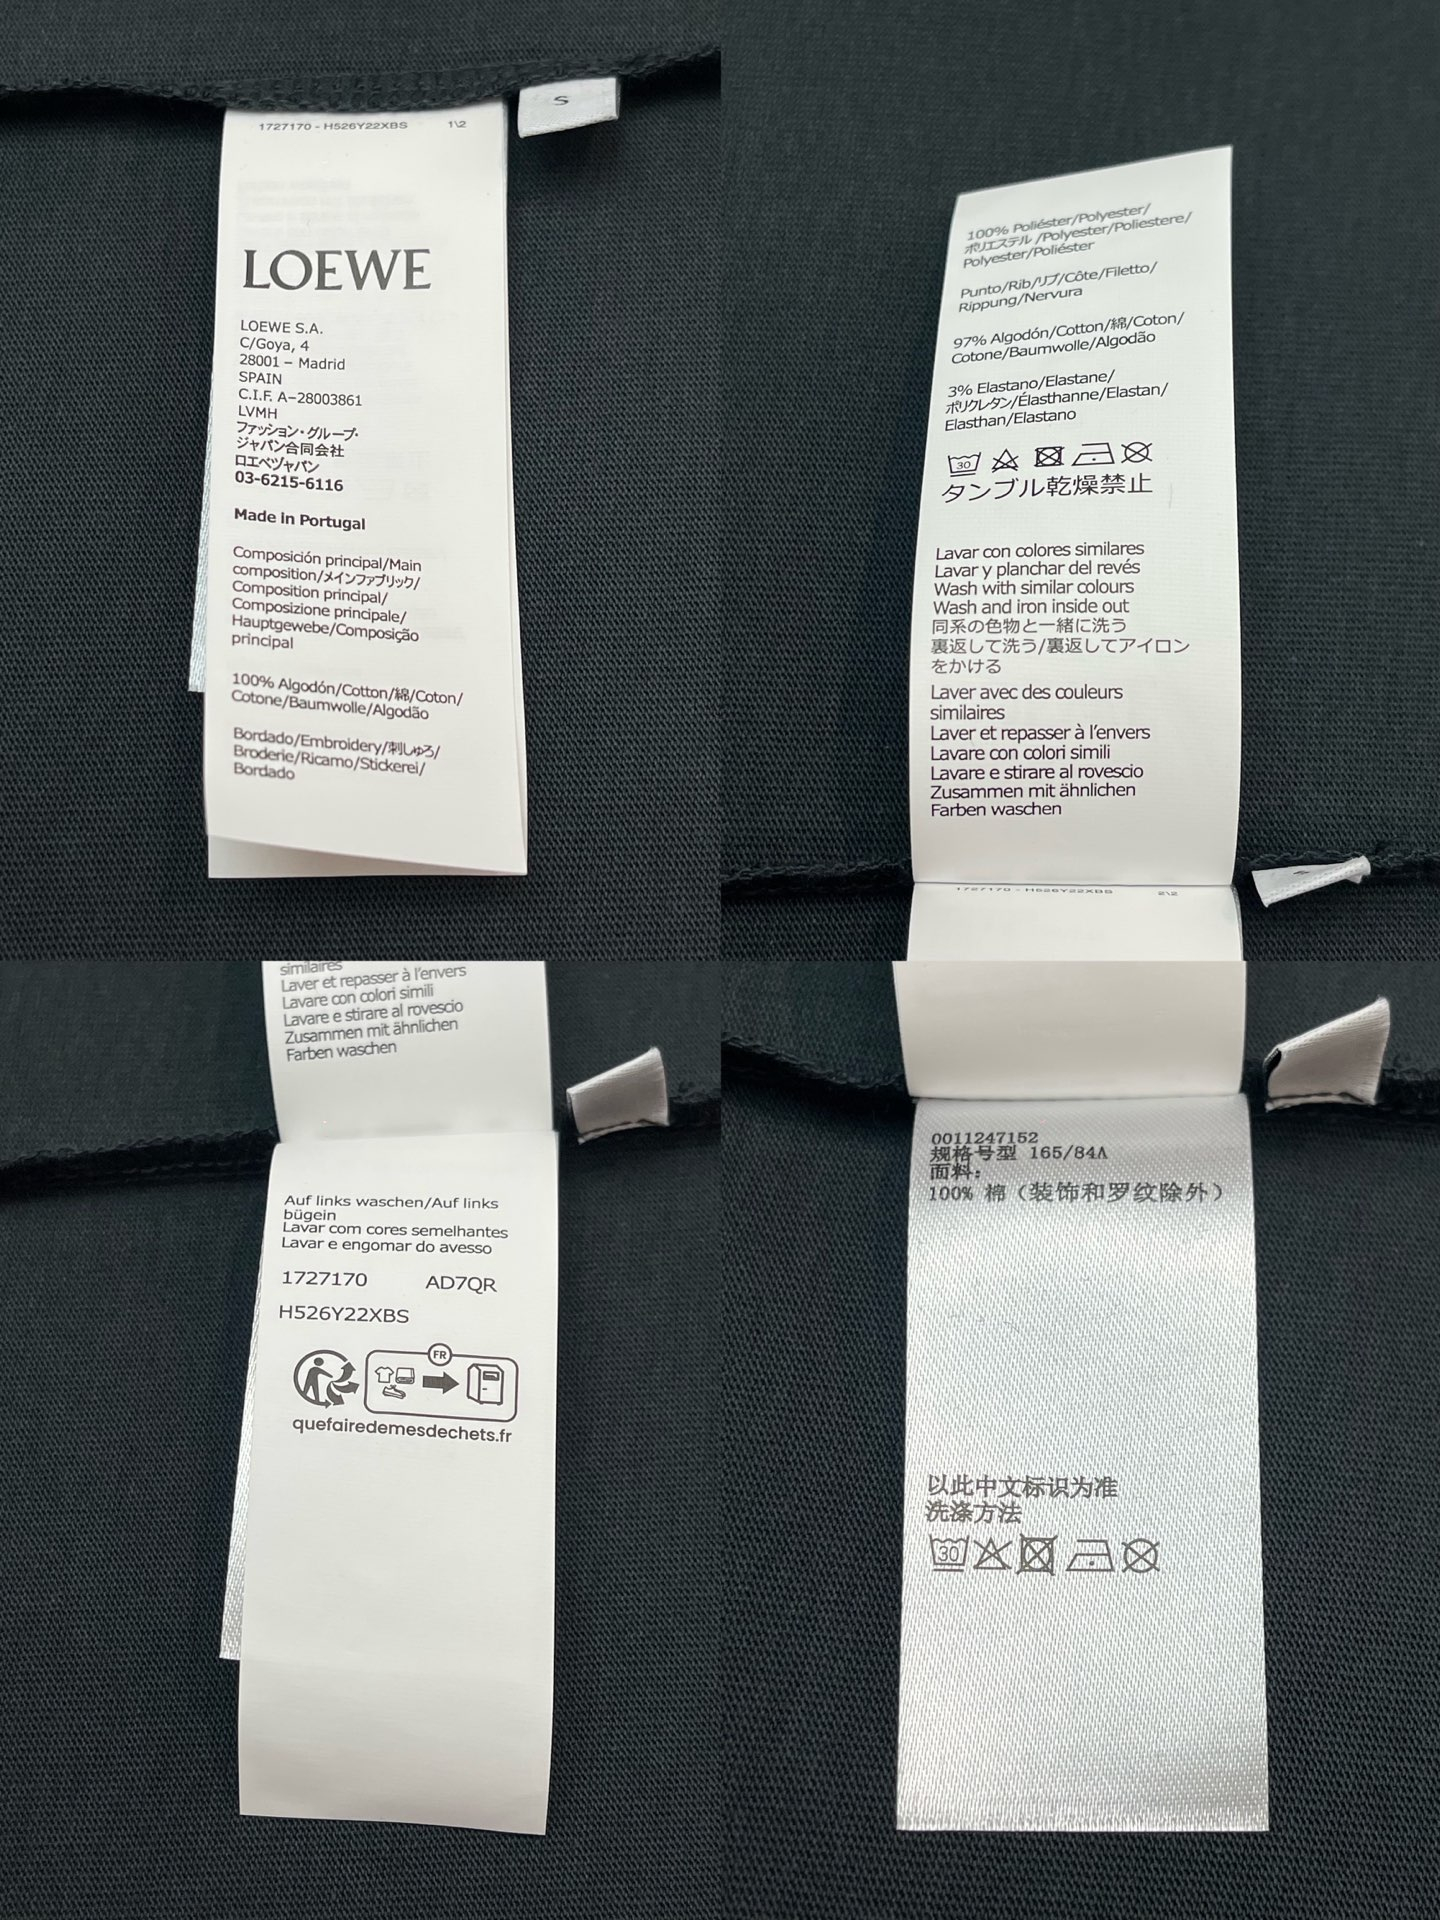 1727170 - H526Y22XBS 1\2
S
LOEWE
LOEWE S.A.
C/Goya, 4
28001 – Madrid
SPAIN
C.I.F. A–28003861
LVMH
ファッション・グループ・
ジャパン合同会社
ロエベジャパン
03-6215-6116
Made in Portugal
Composición principal/Main
composition/メインファブリック/
Composition principal/
Composizione principale/
Hauptgewebe/Composição
principal
100% Algodón/Cotton/綿/Coton/
Cotone/Baumwolle/Algodão
Bordado/Embroidery/刺しゅう/
Broderie/Ricamo/Stickerei/
Bordado
100% Poliéster/Polyester/
ポリエステル /Polyester/Poliestere/
Polyester/Poliéster
Punto/Rib/リブ/Côte/Filetto/
Rippung/Nervura
97% Algodón/Cotton/綿/Coton/
Cotone/Baumwolle/Algodão
3% Elastano/Elastane/
ポリウレタン/Élasthanne/Elastan/
Elasthan/Elastano
30
タンブル乾燥禁止
Lavar con colores similares
Lavar y planchar del revés
Wash with similar colours
Wash and iron inside out
同系の色物と一緒に洗う
裏返して洗う/裏返してアイロン
をかける
Laver avec des couleurs
similaires
Laver et repasser à l'envers
Lavare con colori simili
Lavare e stirare al rovescio
Zusammen mit ähnlichen
Farben waschen
1727170 - H526Y22XBS 2\2
similaires
Laver et repasser à l'envers
Lavare con colori simili
Lavare e stirare al rovescio
Zusammen mit ähnlichen
Farben waschen
Auf links waschen/Auf links
bügein
Lavar com cores semelhantes
Lavar e engomar do avesso
1727170 AD7QR
H526Y22XBS
FR
quefairedemesdechets.fr
0011247152
规格号型 165/84A
面料:
100% 棉（装饰和罗纹除外）
以此中文标识为准
洗涤方法
30